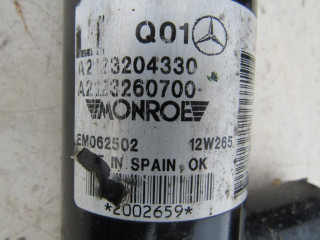 Q01
A2123204330
A2123260700
MONROE
EM062502 12W265
IN SPAIN, OK
*2002659*